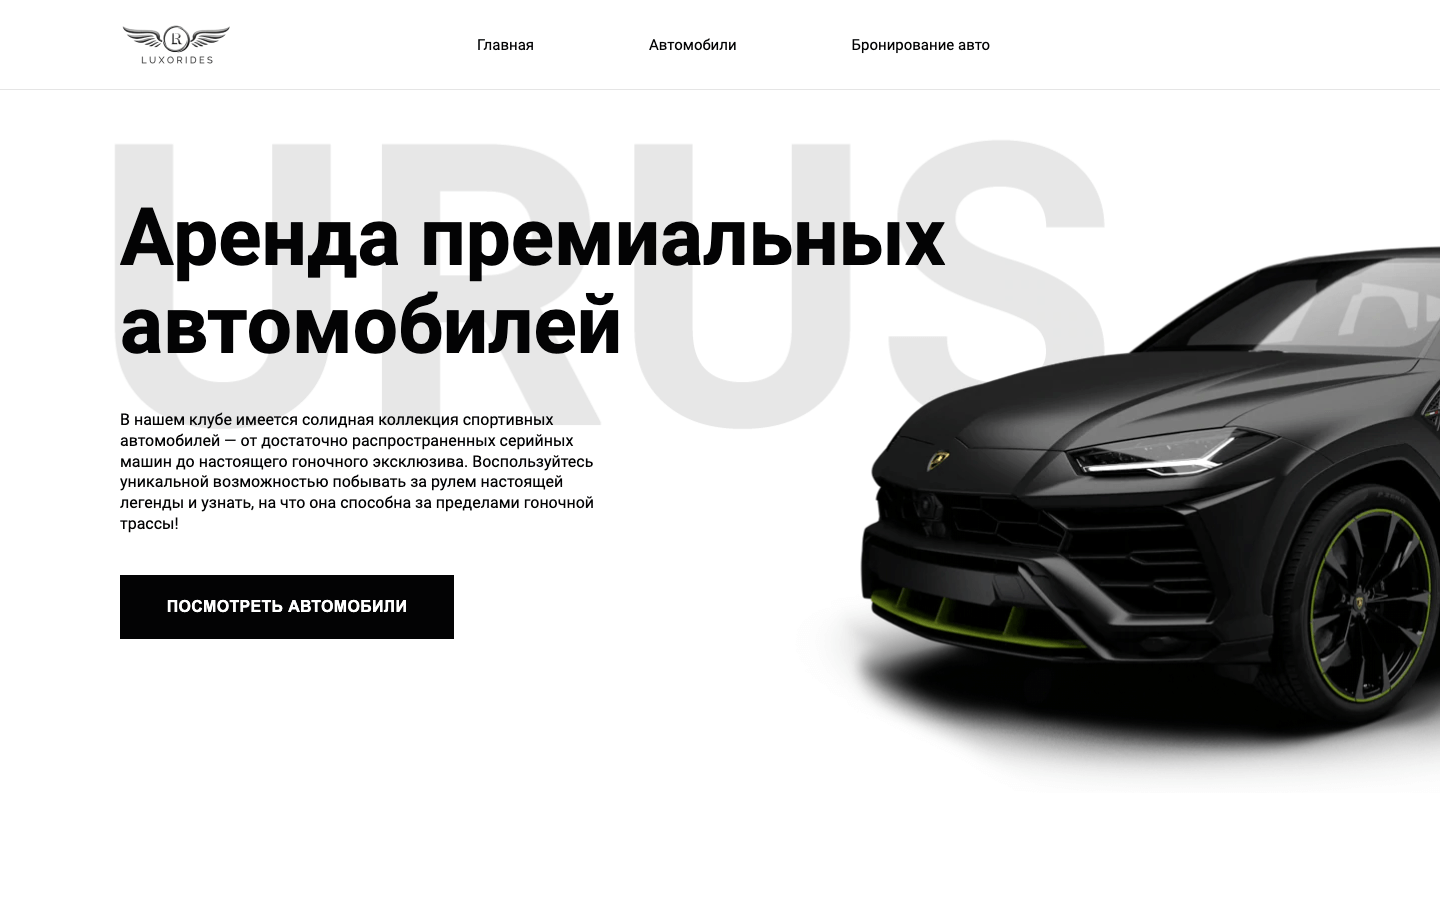 LUXORIDES
Главная
Автомобили
Бронирование авто
URUS
Аренда премиальных
автомобилей
В нашем клубе имеется солидная коллекция спортивных
автомобилей — от достаточно распространенных серийных
машин до настоящего гоночного эксклюзива. Воспользуйтесь
уникальной возможностью побывать за рулем настоящей
легенды и узнать, на что она способна за пределами гоночной
трассы!
ПОСМОТРЕТЬ АВТОМОБИЛИ